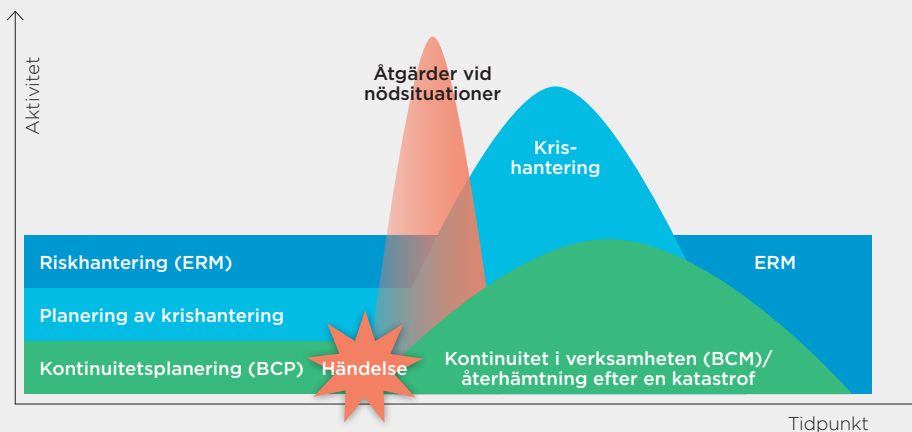 Aktivitet
Åtgärder vid
nödsituationer
Kris-
hantering
Riskhantering (ERM)
ERM
Planering av krishantering
Kontinuitetsplanering (BCP)
Händelse
Kontinuitet i verksamheten (BCM)/
återhämtning efter en katastrof
Tidpunkt